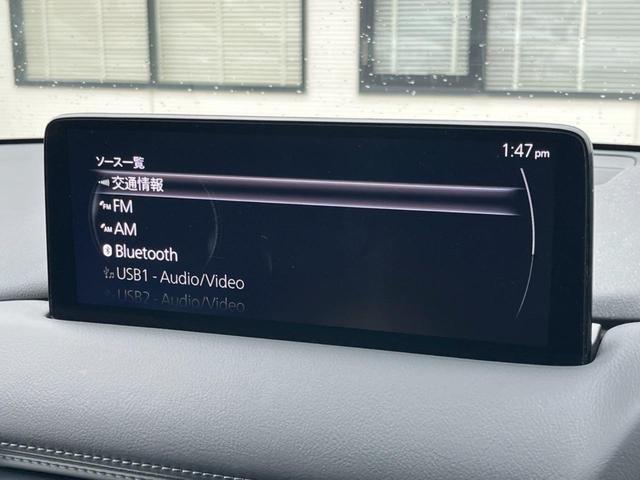 1:47 pm
ソース一覧
交通情報
FM
AM
Bluetooth
USB1 - Audio/Video
USB2 - Audio/Video